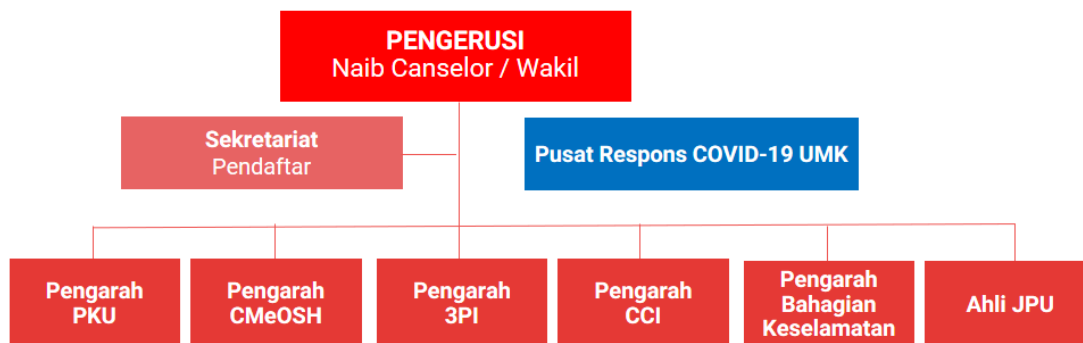 PENGERUSI
Naib Canselor / Wakil
Sekretariat
Pendaftar
Pusat Respons COVID-19 UMK
Pengarah
PKU
Pengarah
CMeOSH
Pengarah
3PI
Pengarah
CCI
Pengarah
Bahagian
Keselamatan
Ahli JPU